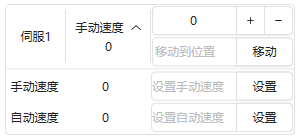 伺服1 手动速度 0 0 + −
移动到位置 移动
手动速度 0 设置手动速度 设置
自动速度 0 设置自动速度 设置